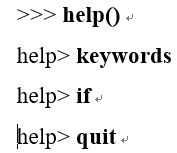 >>> help()
help> keywords
help> if
help> quit